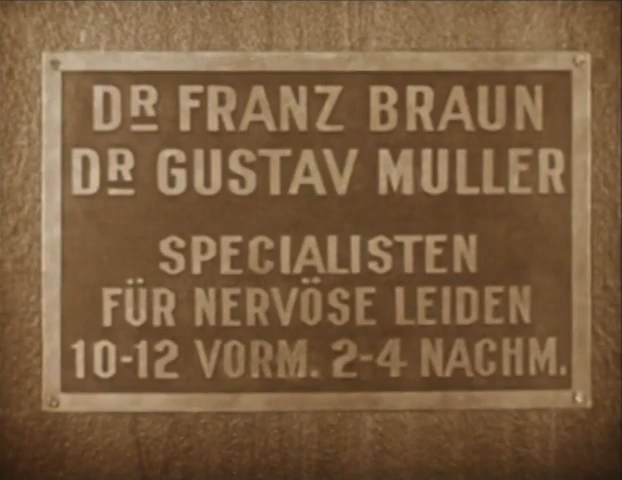 DR FRANZ BRAUN
DR GUSTAV MULLER
SPECIALISTEN
FÜR NERVÖSE LEIDEN
10-12 VORM. 2-4 NACHM.